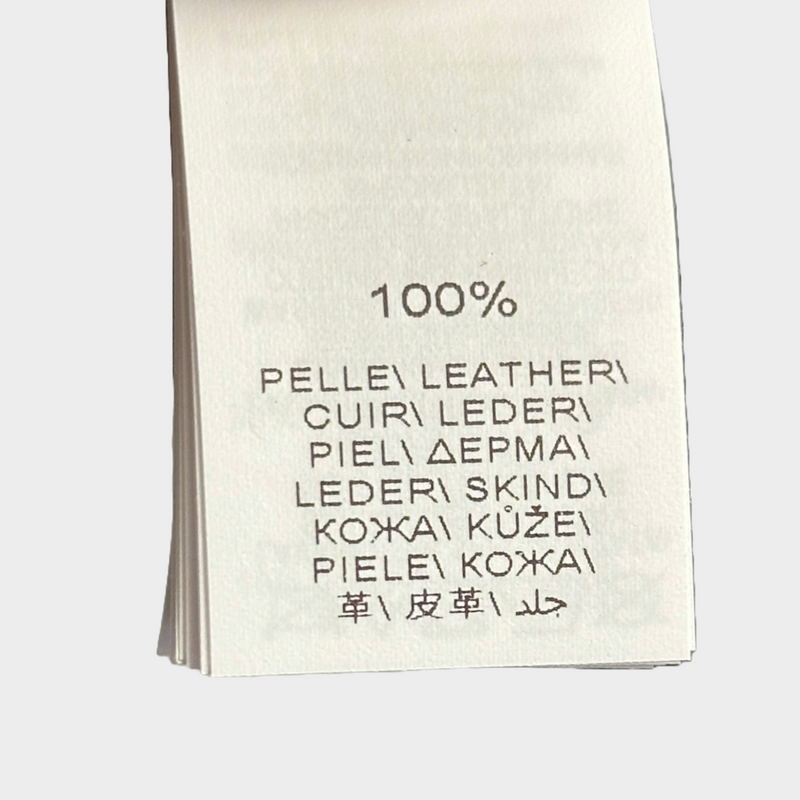 100%
PELLE\ LEATHER\
CUIR\ LEDER\
PIEL\ ΔΕΡΜΑ\
LEDER\ SKIND\
КОЖА\ KŮŽE\
PIELE\ КОЖА\
革\ 皮革\ جلد